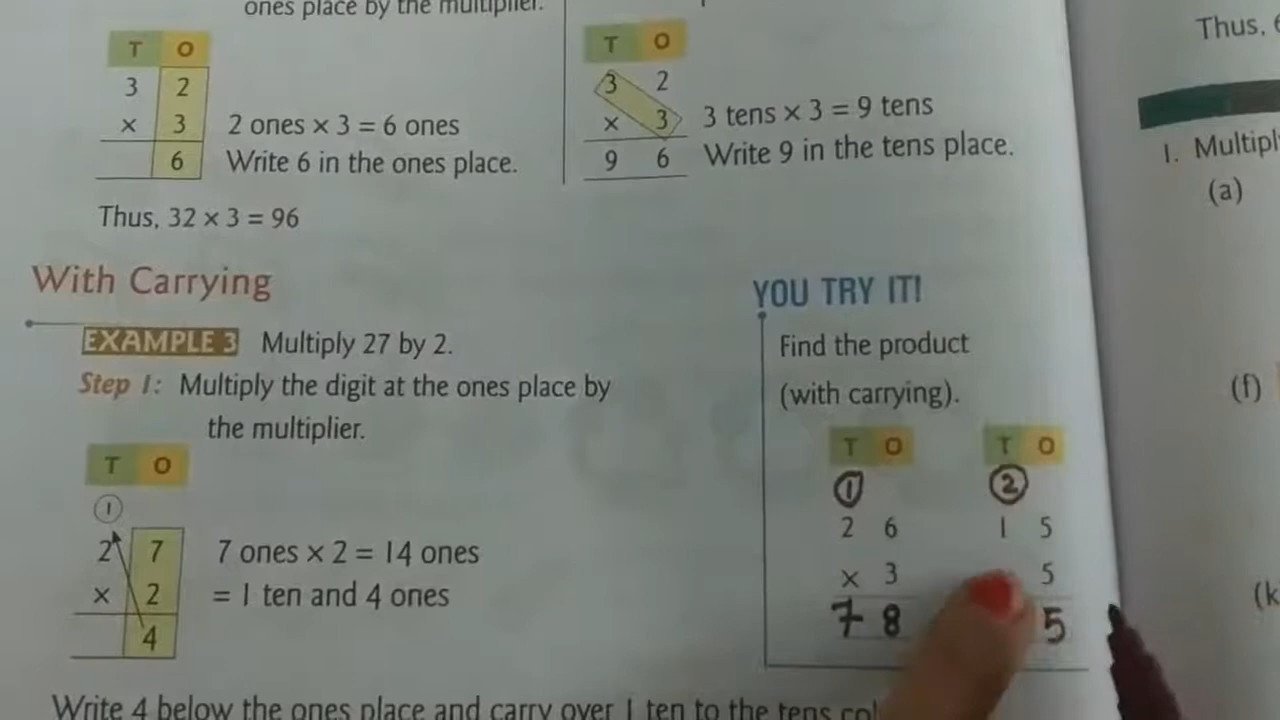 ones place by the multiplier.
T O
3 2
× 3
6
2 ones × 3 = 6 ones
Write 6 in the ones place.
T O
3 2
× 3
9 6
3 tens × 3 = 9 tens
Write 9 in the tens place.
Thus, 32 × 3 = 96
With Carrying
EXAMPLE 3 Multiply 27 by 2.
Step 1: Multiply the digit at the ones place by
the multiplier.
T O
1
2 7
× 2
4
7 ones × 2 = 14 ones
= 1 ten and 4 ones
Write 4 below the ones place and carry over 1 ten to the tens
YOU TRY IT!
Find the product
(with carrying).
T O
1
2 6
× 3
7 8
T O
2
1 5
5
5
Thus,
1. Multipl
(a)
(f)
(k